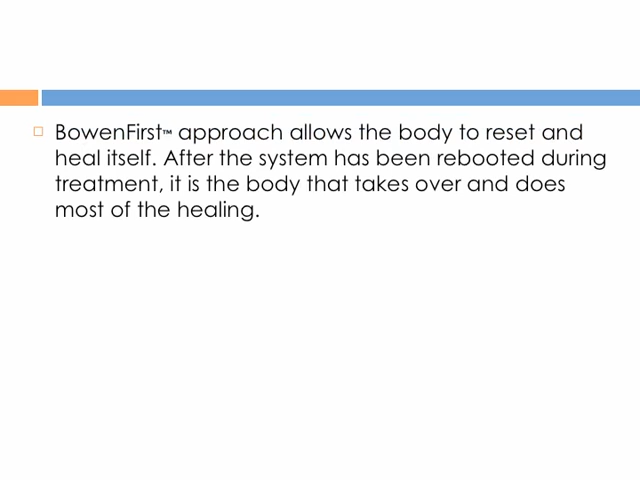 BowenFirst™ approach allows the body to reset and
heal itself. After the system has been rebooted during
treatment, it is the body that takes over and does
most of the healing.